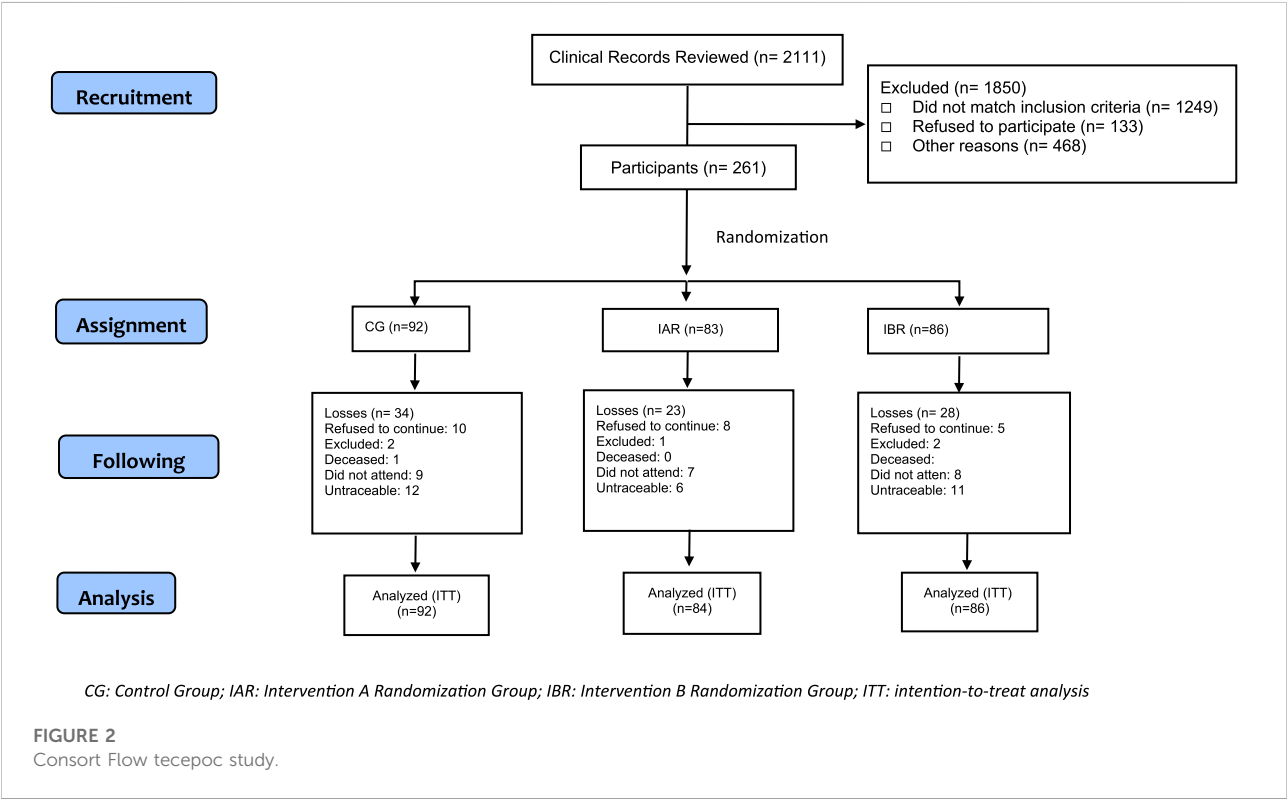 Recruitment
Clinical Records Reviewed (n= 2111)
Excluded (n= 1850)
☐ Did not match inclusion criteria (n= 1249)
☐ Refused to participate (n= 133)
☐ Other reasons (n= 468)
Participants (n= 261)
Randomization
Assignment
CG (n=92)
IAR (n=83)
IBR (n=86)
Following
Losses (n= 34)
Refused to continue: 10
Excluded: 2
Deceased: 1
Did not attend: 9
Untraceable: 12
Losses (n= 23)
Refused to continue: 8
Excluded: 1
Deceased: 0
Did not attend: 7
Untraceable: 6
Losses (n= 28)
Refused to continue: 5
Excluded: 2
Deceased:
Did not atten: 8
Untraceable: 11
Analysis
Analyzed (ITT)
(n=92)
Analyzed (ITT)
(n=84)
Analyzed (ITT)
(n=86)
CG: Control Group; IAR: Intervention A Randomization Group; IBR: Intervention B Randomization Group; ITT: intention-to-treat analysis
FIGURE 2
Consort Flow tecepoc study.